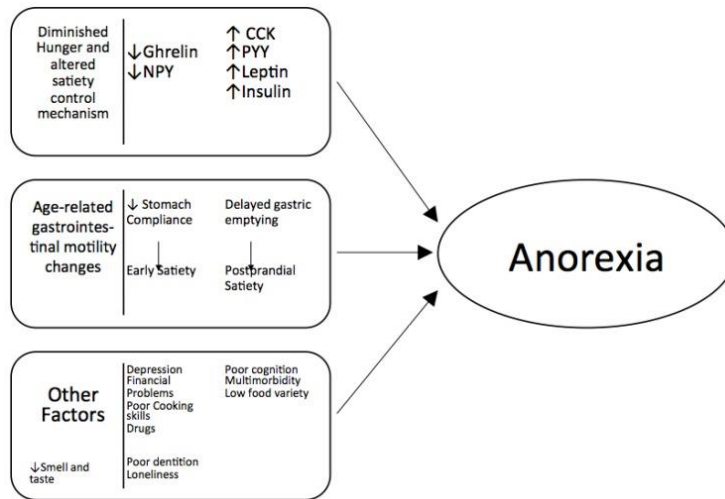 Diminished
Hunger and
altered
satiety
control
mechanism
↓Ghrelin
↓NPY
↑ CCK
↑PYY
↑Leptin
↑Insulin
Age-related
gastrointes-
tinal motility
changes
↓ Stomach
Compliance
Early Satiety
Delayed gastric
emptying
Postprandial
Satiety
Other
Factors
↓Smell and
taste
Depression
Financial
Problems
Poor Cooking
skills
Drugs
Poor dentition
Loneliness
Poor cognition
Multimorbidity
Low food variety
Anorexia